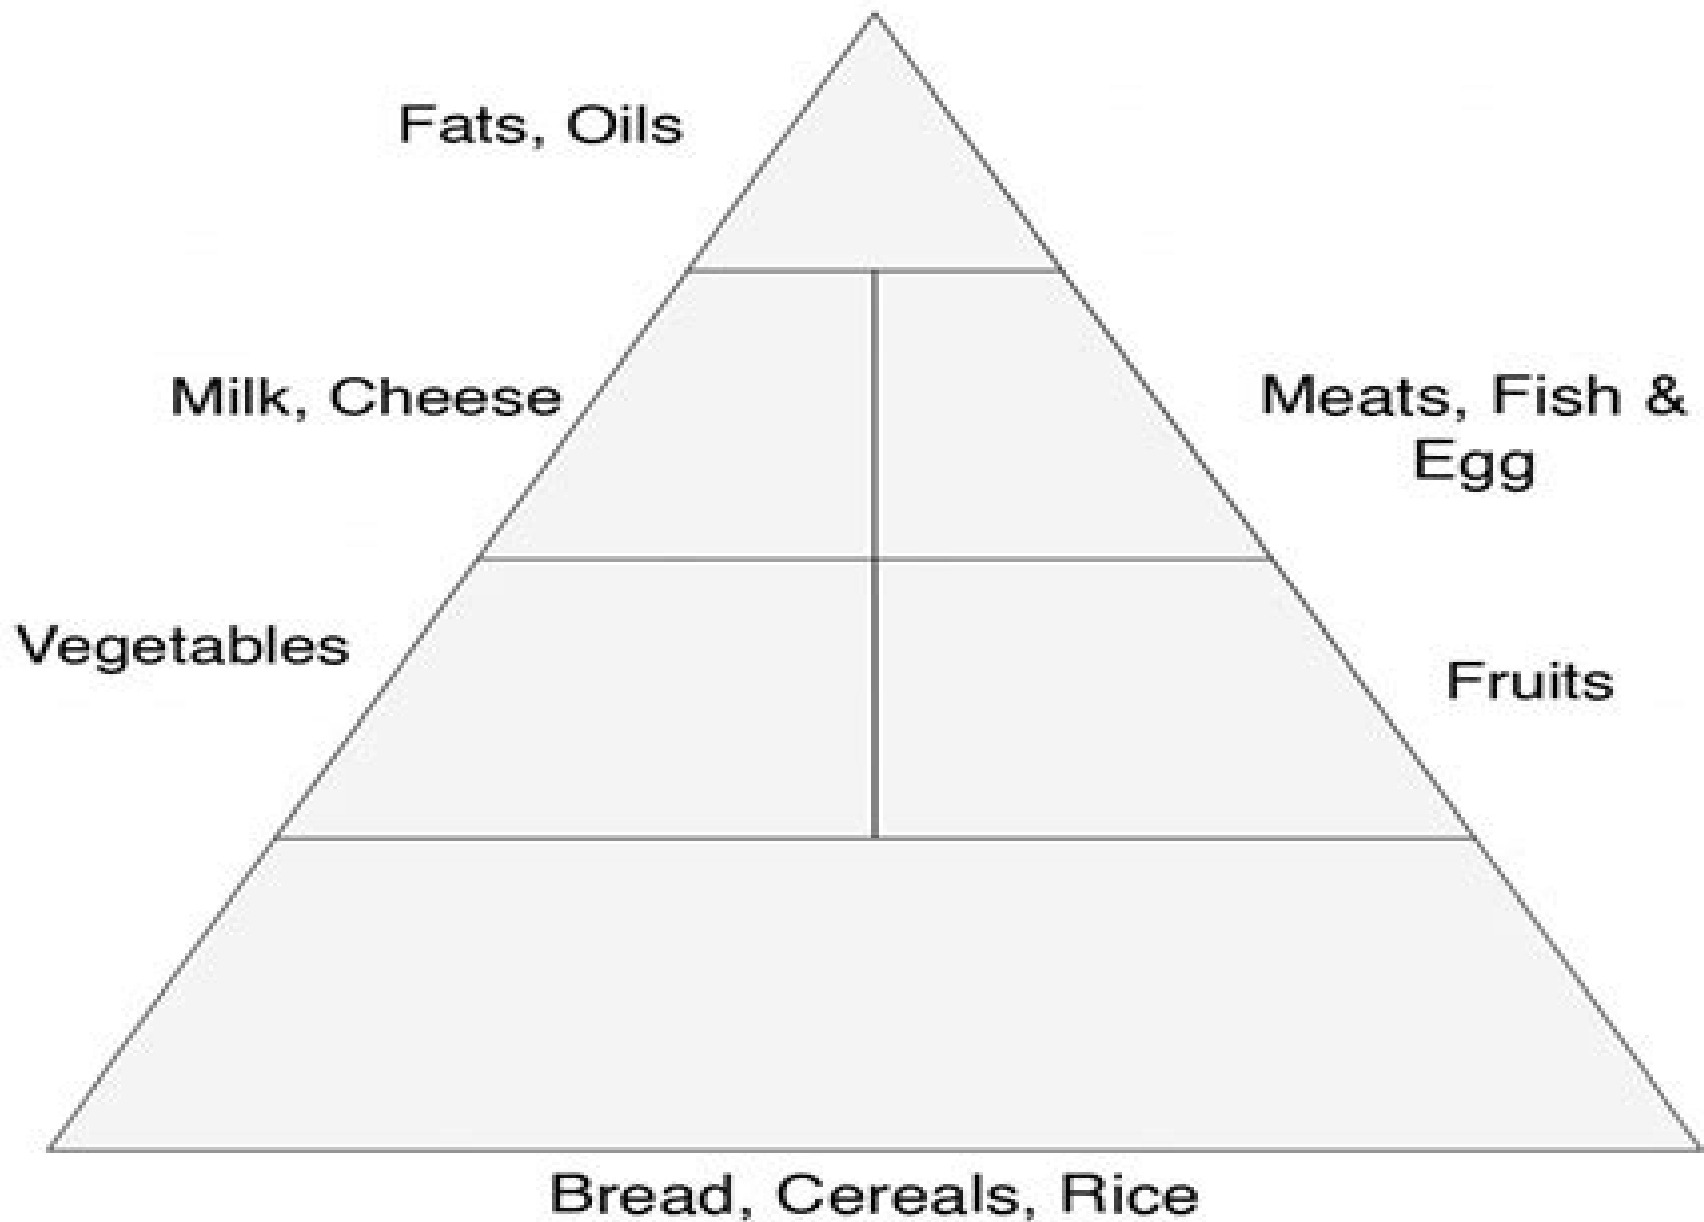 Fats, Oils
Milk, Cheese
Meats, Fish &
Egg
Vegetables
Fruits
Bread, Cereals, Rice